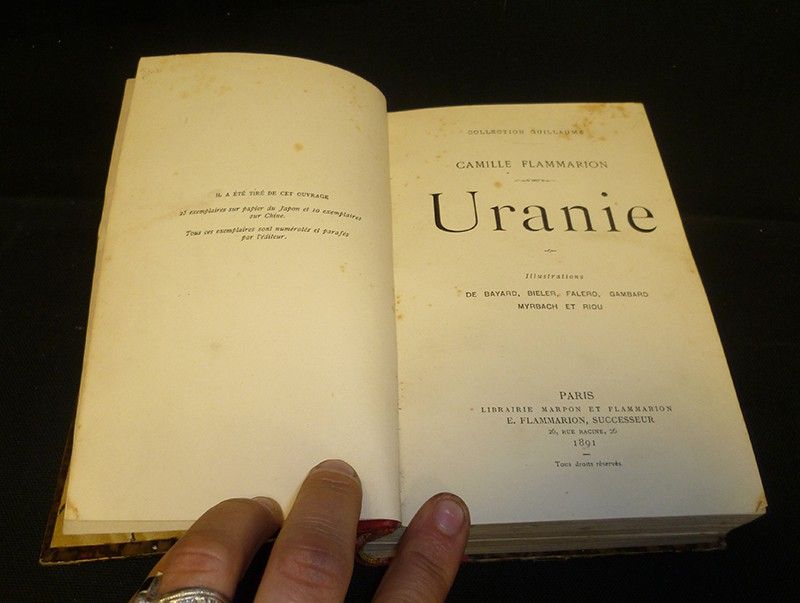 IL A ÉTÉ TIRÉ DE CET OUVRAGE
25 exemplaires sur papier du Japon et 10 exemplaires
sur Chine.
Tous ces exemplaires sont numérotés et parafés
par l'éditeur.
COLLECTION GUILLAUME
CAMILLE FLAMMARION
Uranie
Illustrations
DE BAYARD, BIELER, FALERO, GAMBARD
MYRBACH ET RIOU
PARIS
LIBRAIRIE MARPON ET FLAMMARION
E. FLAMMARION, SUCCESSEUR
26, RUE RACINE, 26
1891
Tous droits réservés.